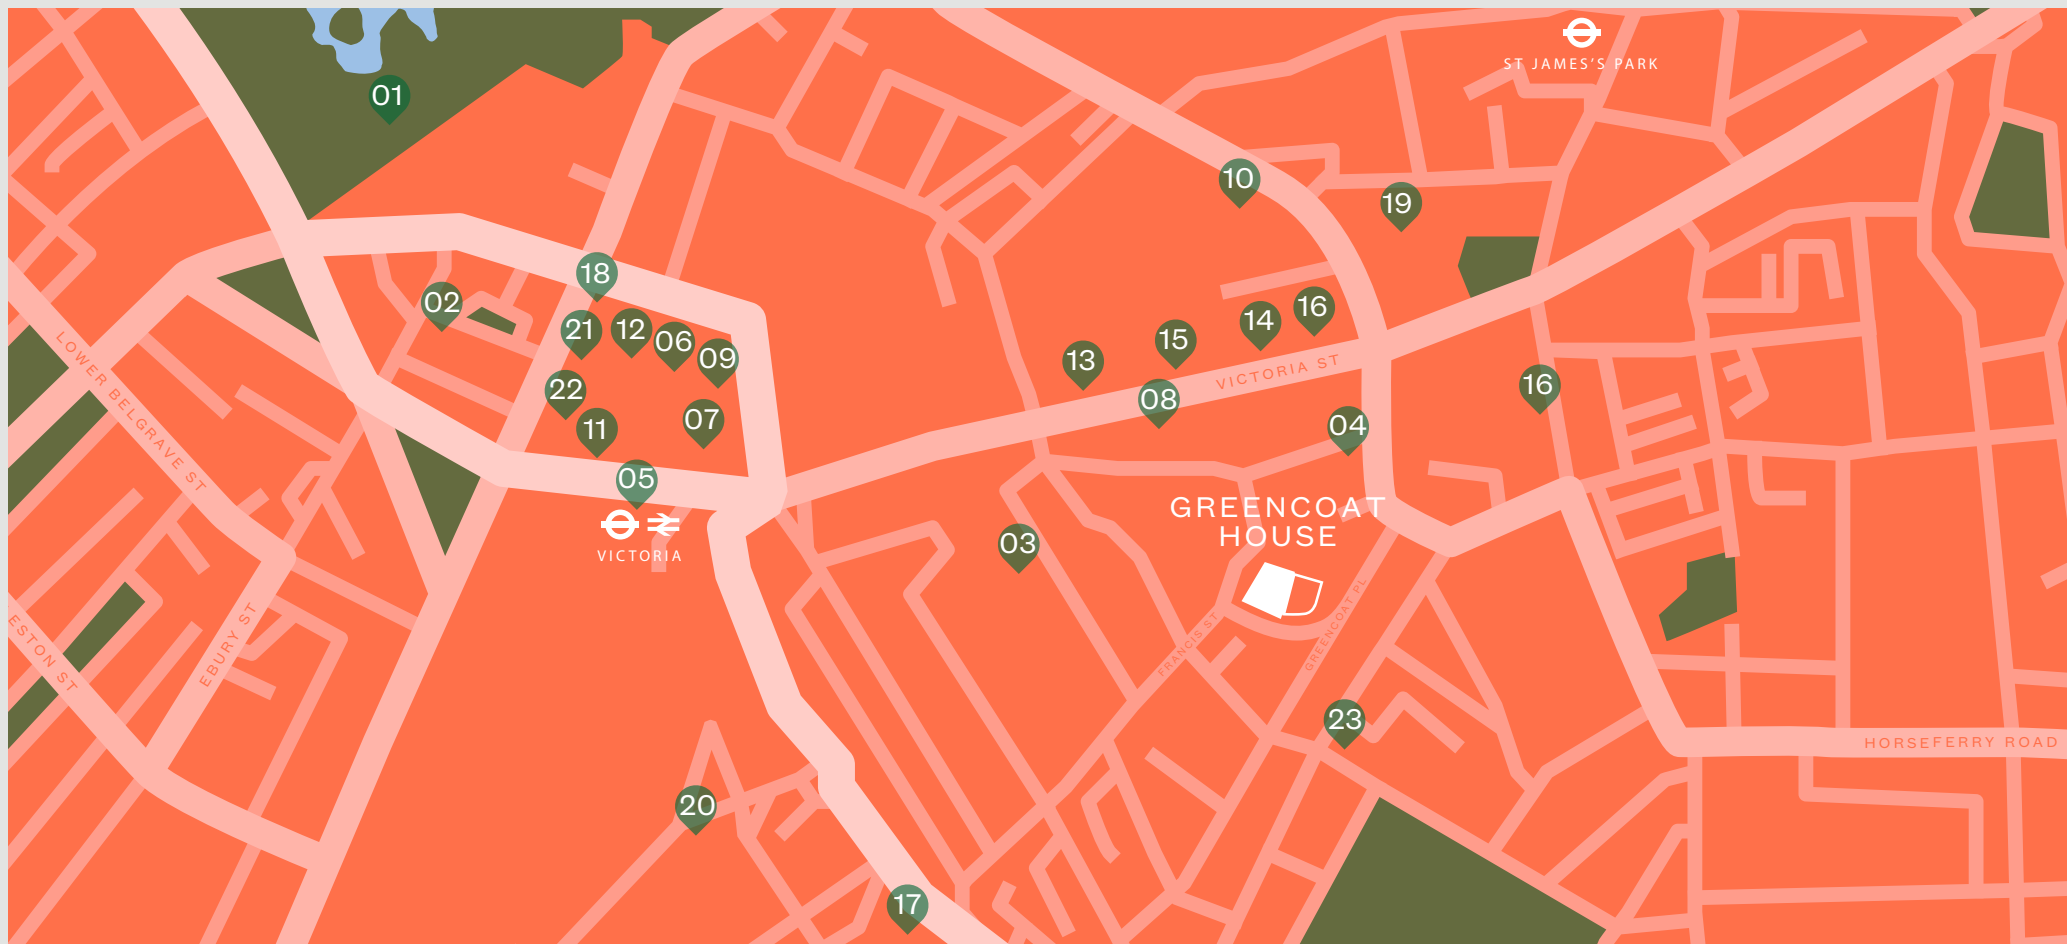 ST JAMES'S PARK
01
10
19
18
02
16
21
12
06
09
14
15
13
VICTORIA ST
22
08
16
07
11
04
LOWER BELGRAVE ST
05
GREENCOAT
HOUSE
VICTORIA
03
GREENCOAT PL
FRANCIS ST
EBURY ST
ESTON ST
23
HORSEFERRY ROAD
20
17